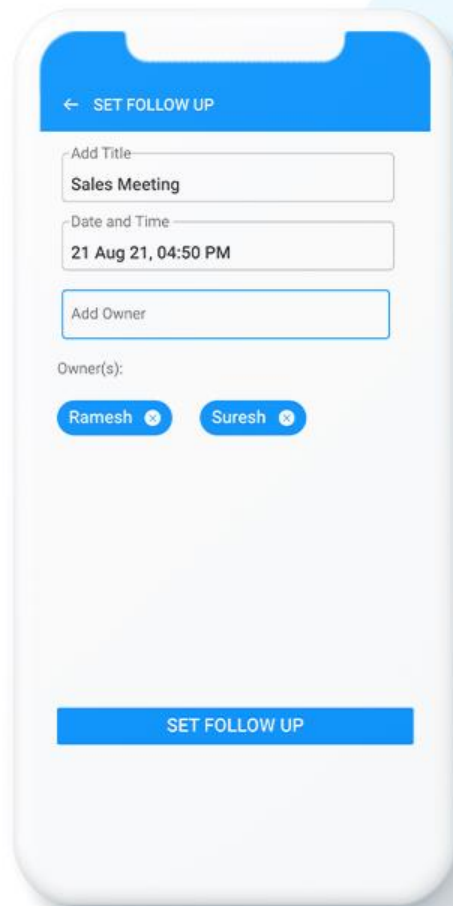 SET FOLLOW UP
Add Title
Sales Meeting
Date and Time
21 Aug 21, 04:50 PM
Add Owner
Owner(s):
Ramesh Suresh
SET FOLLOW UP